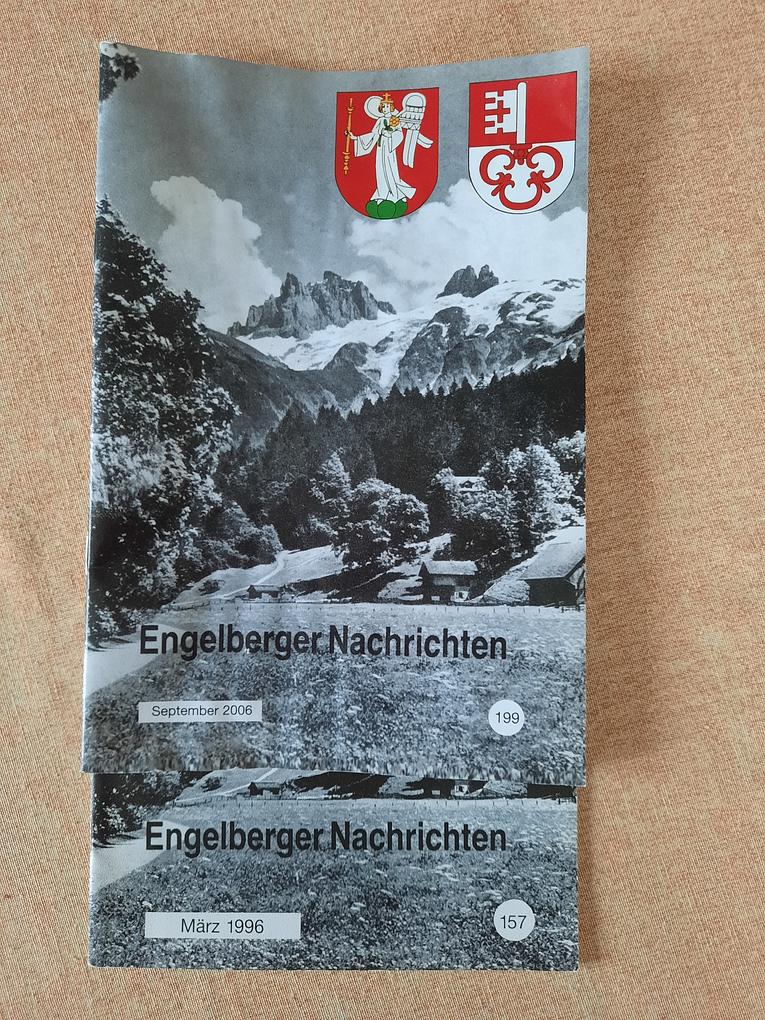 Engelberger Nachrichten
September 2006
199
Engelberger Nachrichten
März 1996
157